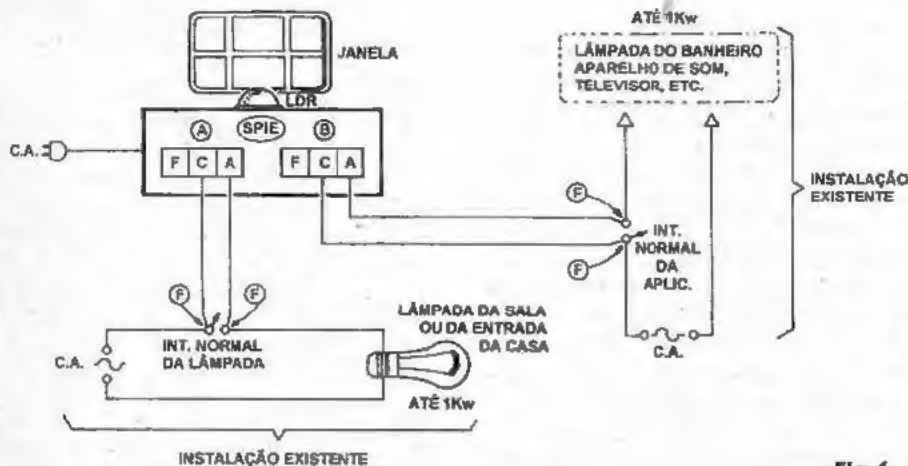 ATÉ 1Kw
LÂMPADA DO BANHEIRO
APARELHO DE SOM,
TELEVISOR, ETC.
JANELA
LDR
A
SPIE
B
C.A.
F C A
F C A
INSTALAÇÃO
EXISTENTE
F
INT.
NORMAL
DA
APLIC.
F
C.A.
F
F
LÂMPADA DA SALA
OU DA ENTRADA
DA CASA
INT. NORMAL
DA LÂMPADA
C.A.
ATÉ 1Kw
INSTALAÇÃO EXISTENTE